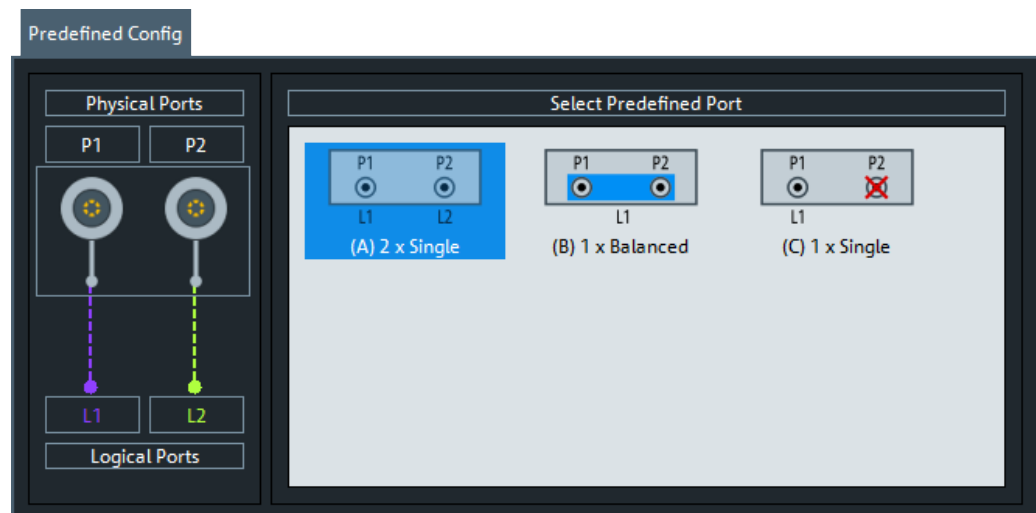 Predefined Config
Physical Ports
P1 P2
L1 L2
Logical Ports
Select Predefined Port
P1 P2
L1 L2
(A) 2 x Single
P1 P2
L1
(B) 1 x Balanced
P1 P2
L1
(C) 1 x Single